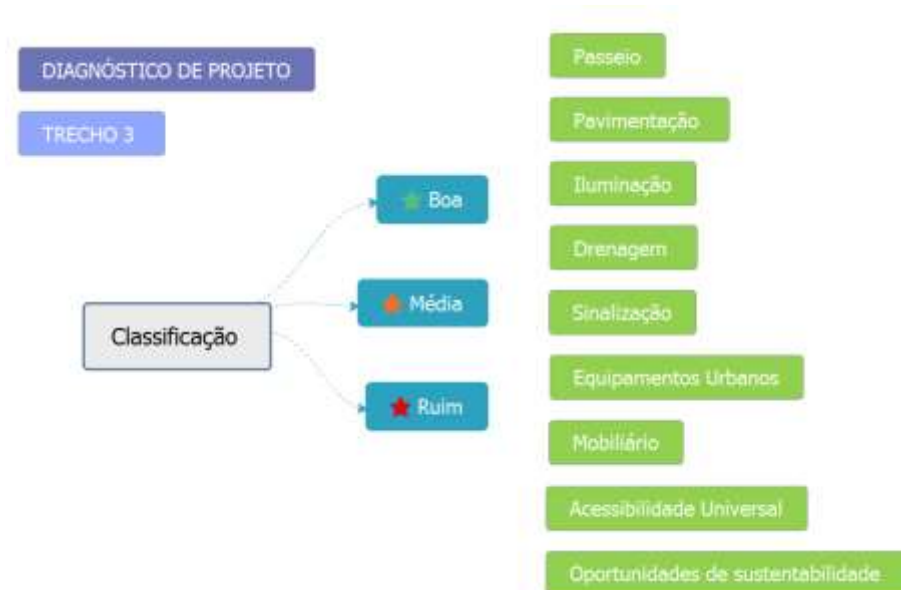 DIAGNÓSTICO DE PROJETO
TRECHO 3
Classificação
Boa
Média
Ruim
Passeio
Pavimentação
Iluminação
Drenagem
Sinalização
Equipamentos Urbanos
Mobiliário
Acessibilidade Universal
Oportunidades de sustentabilidade